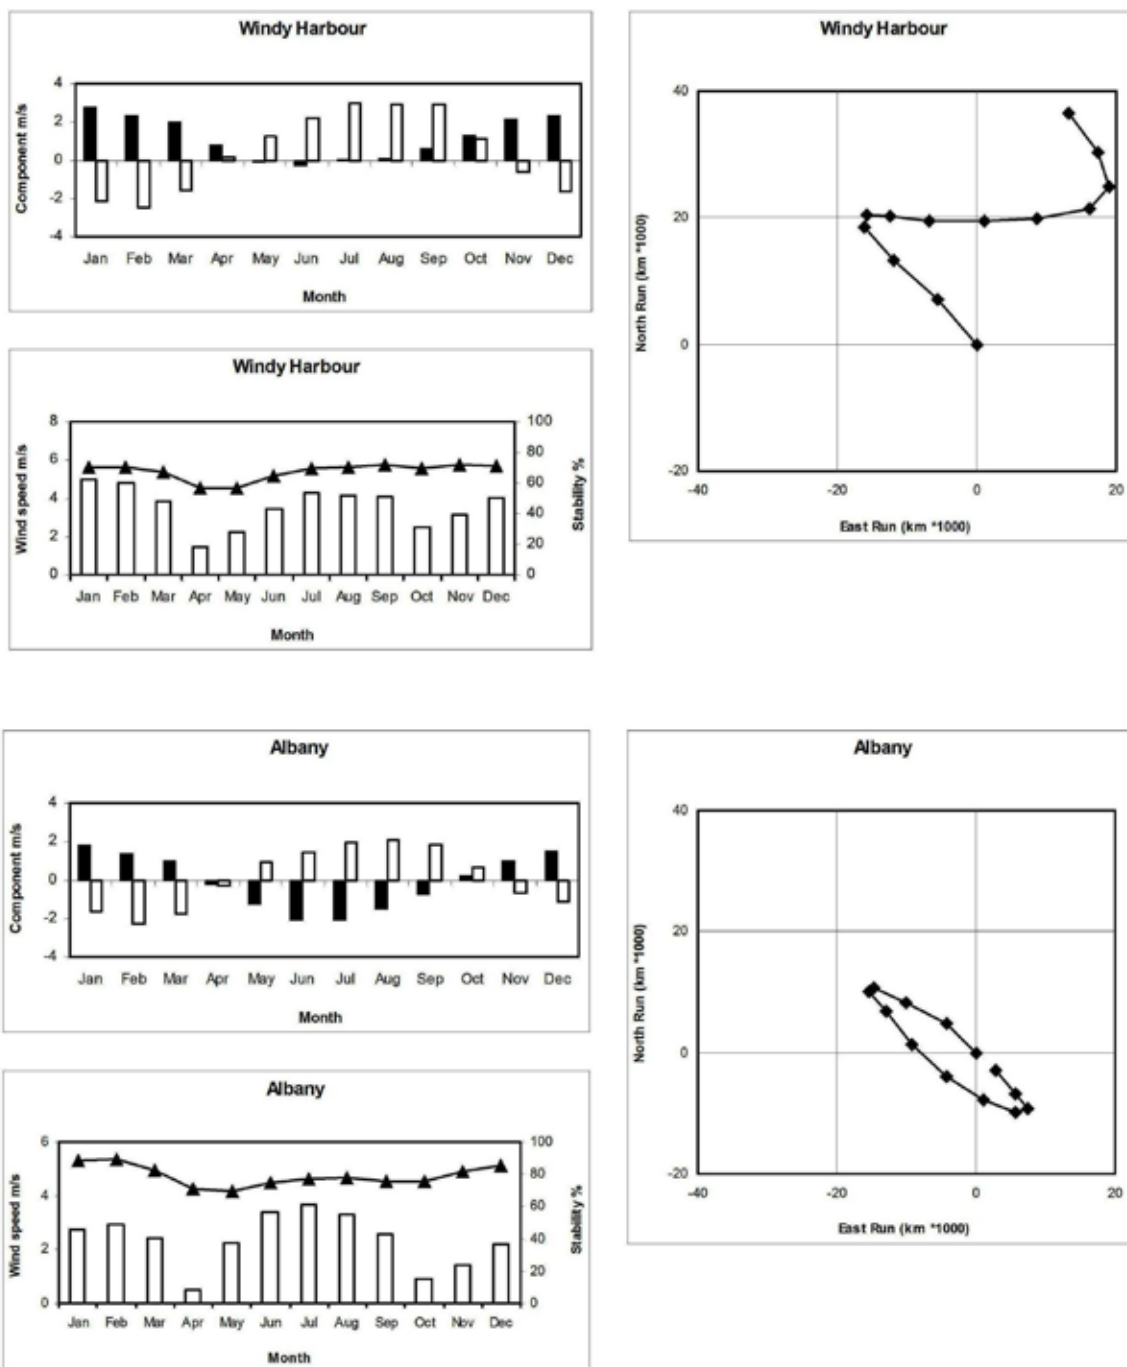 Windy Harbour
4
2
0
-2
-4
Component m/s
Jan Feb Mar Apr May Jun Jul Aug Sep Oct Nov Dec
Month
Windy Harbour
40
20
0
-20
North Run (km *1000)
-40 -20 0 20
East Run (km *1000)
Windy Harbour
8
6
4
2
0
Wind speed m/s
100
80
60
40
20
0
Stability %
Jan Feb Mar Apr May Jun Jul Aug Sep Oct Nov Dec
Month
Albany
4
2
0
-2
-4
Component m/s
Jan Feb Mar Apr May Jun Jul Aug Sep Oct Nov Dec
Month
Albany
40
20
0
-20
North Run (km *1000)
-40 -20 0 20
East Run (km *1000)
Albany
6
4
2
0
Wind speed m/s
100
80
60
40
20
0
Stability %
Jan Feb Mar Apr May Jun Jul Aug Sep Oct Nov Dec
Month